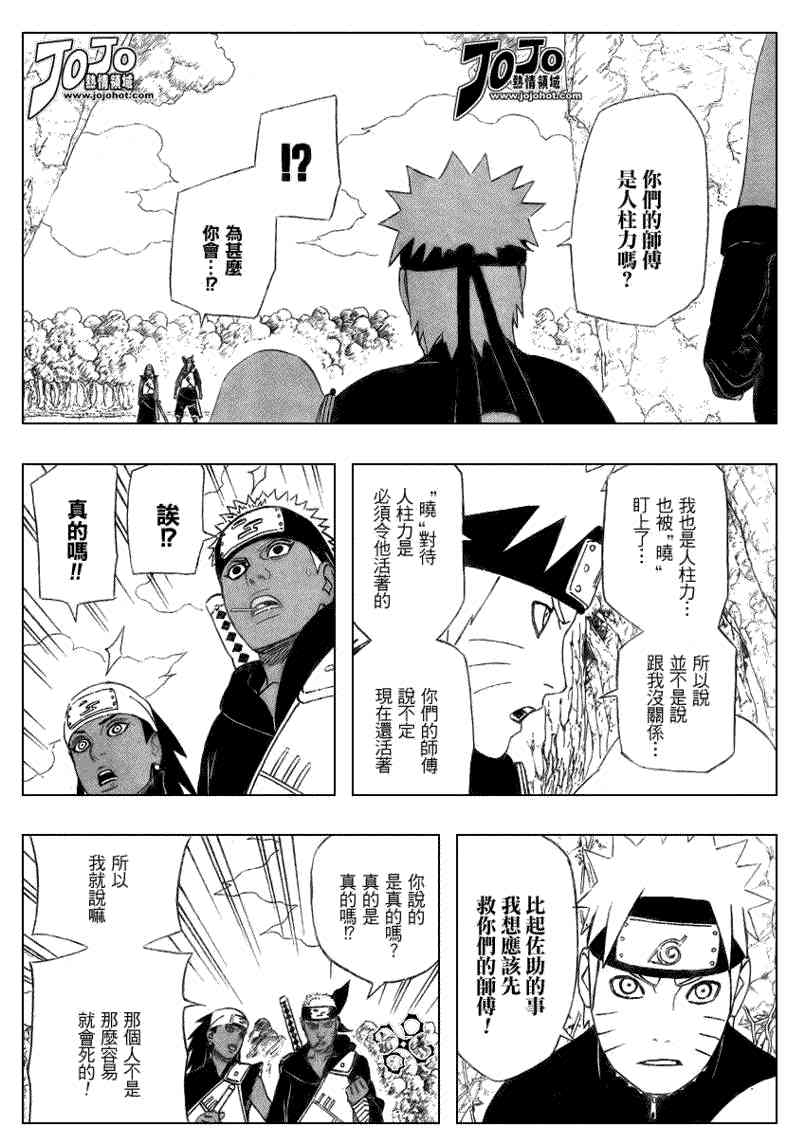 JOJO
熱情領域
www.jojohot.com
JOJO
熱情領域
www.jojohot.com
你們的師傅
是人柱力嗎？
!?
為甚麼
你會…!?
我也是人柱力…
也被”曉“
盯上了…
所以說
並不是說
跟我沒關係…
”曉“對待
人柱力是
必須令他活著的
你們的師傅
說不定
現在還活著
誒!?
真的嗎!!
比起佐助的事
我想應該先
救你們的師傅！
你說的
是真的嗎？
真的是
真的嗎!?
所以
我就說嘛
那個人不是
那麼容易
就會死的！